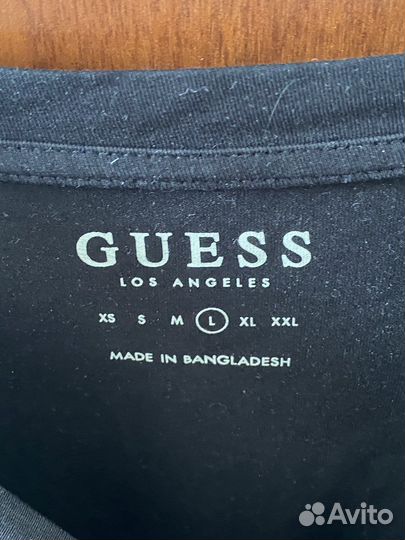 GUESS
LOS ANGELES
XS S M L XL XXL
MADE IN BANGLADESH
Avito